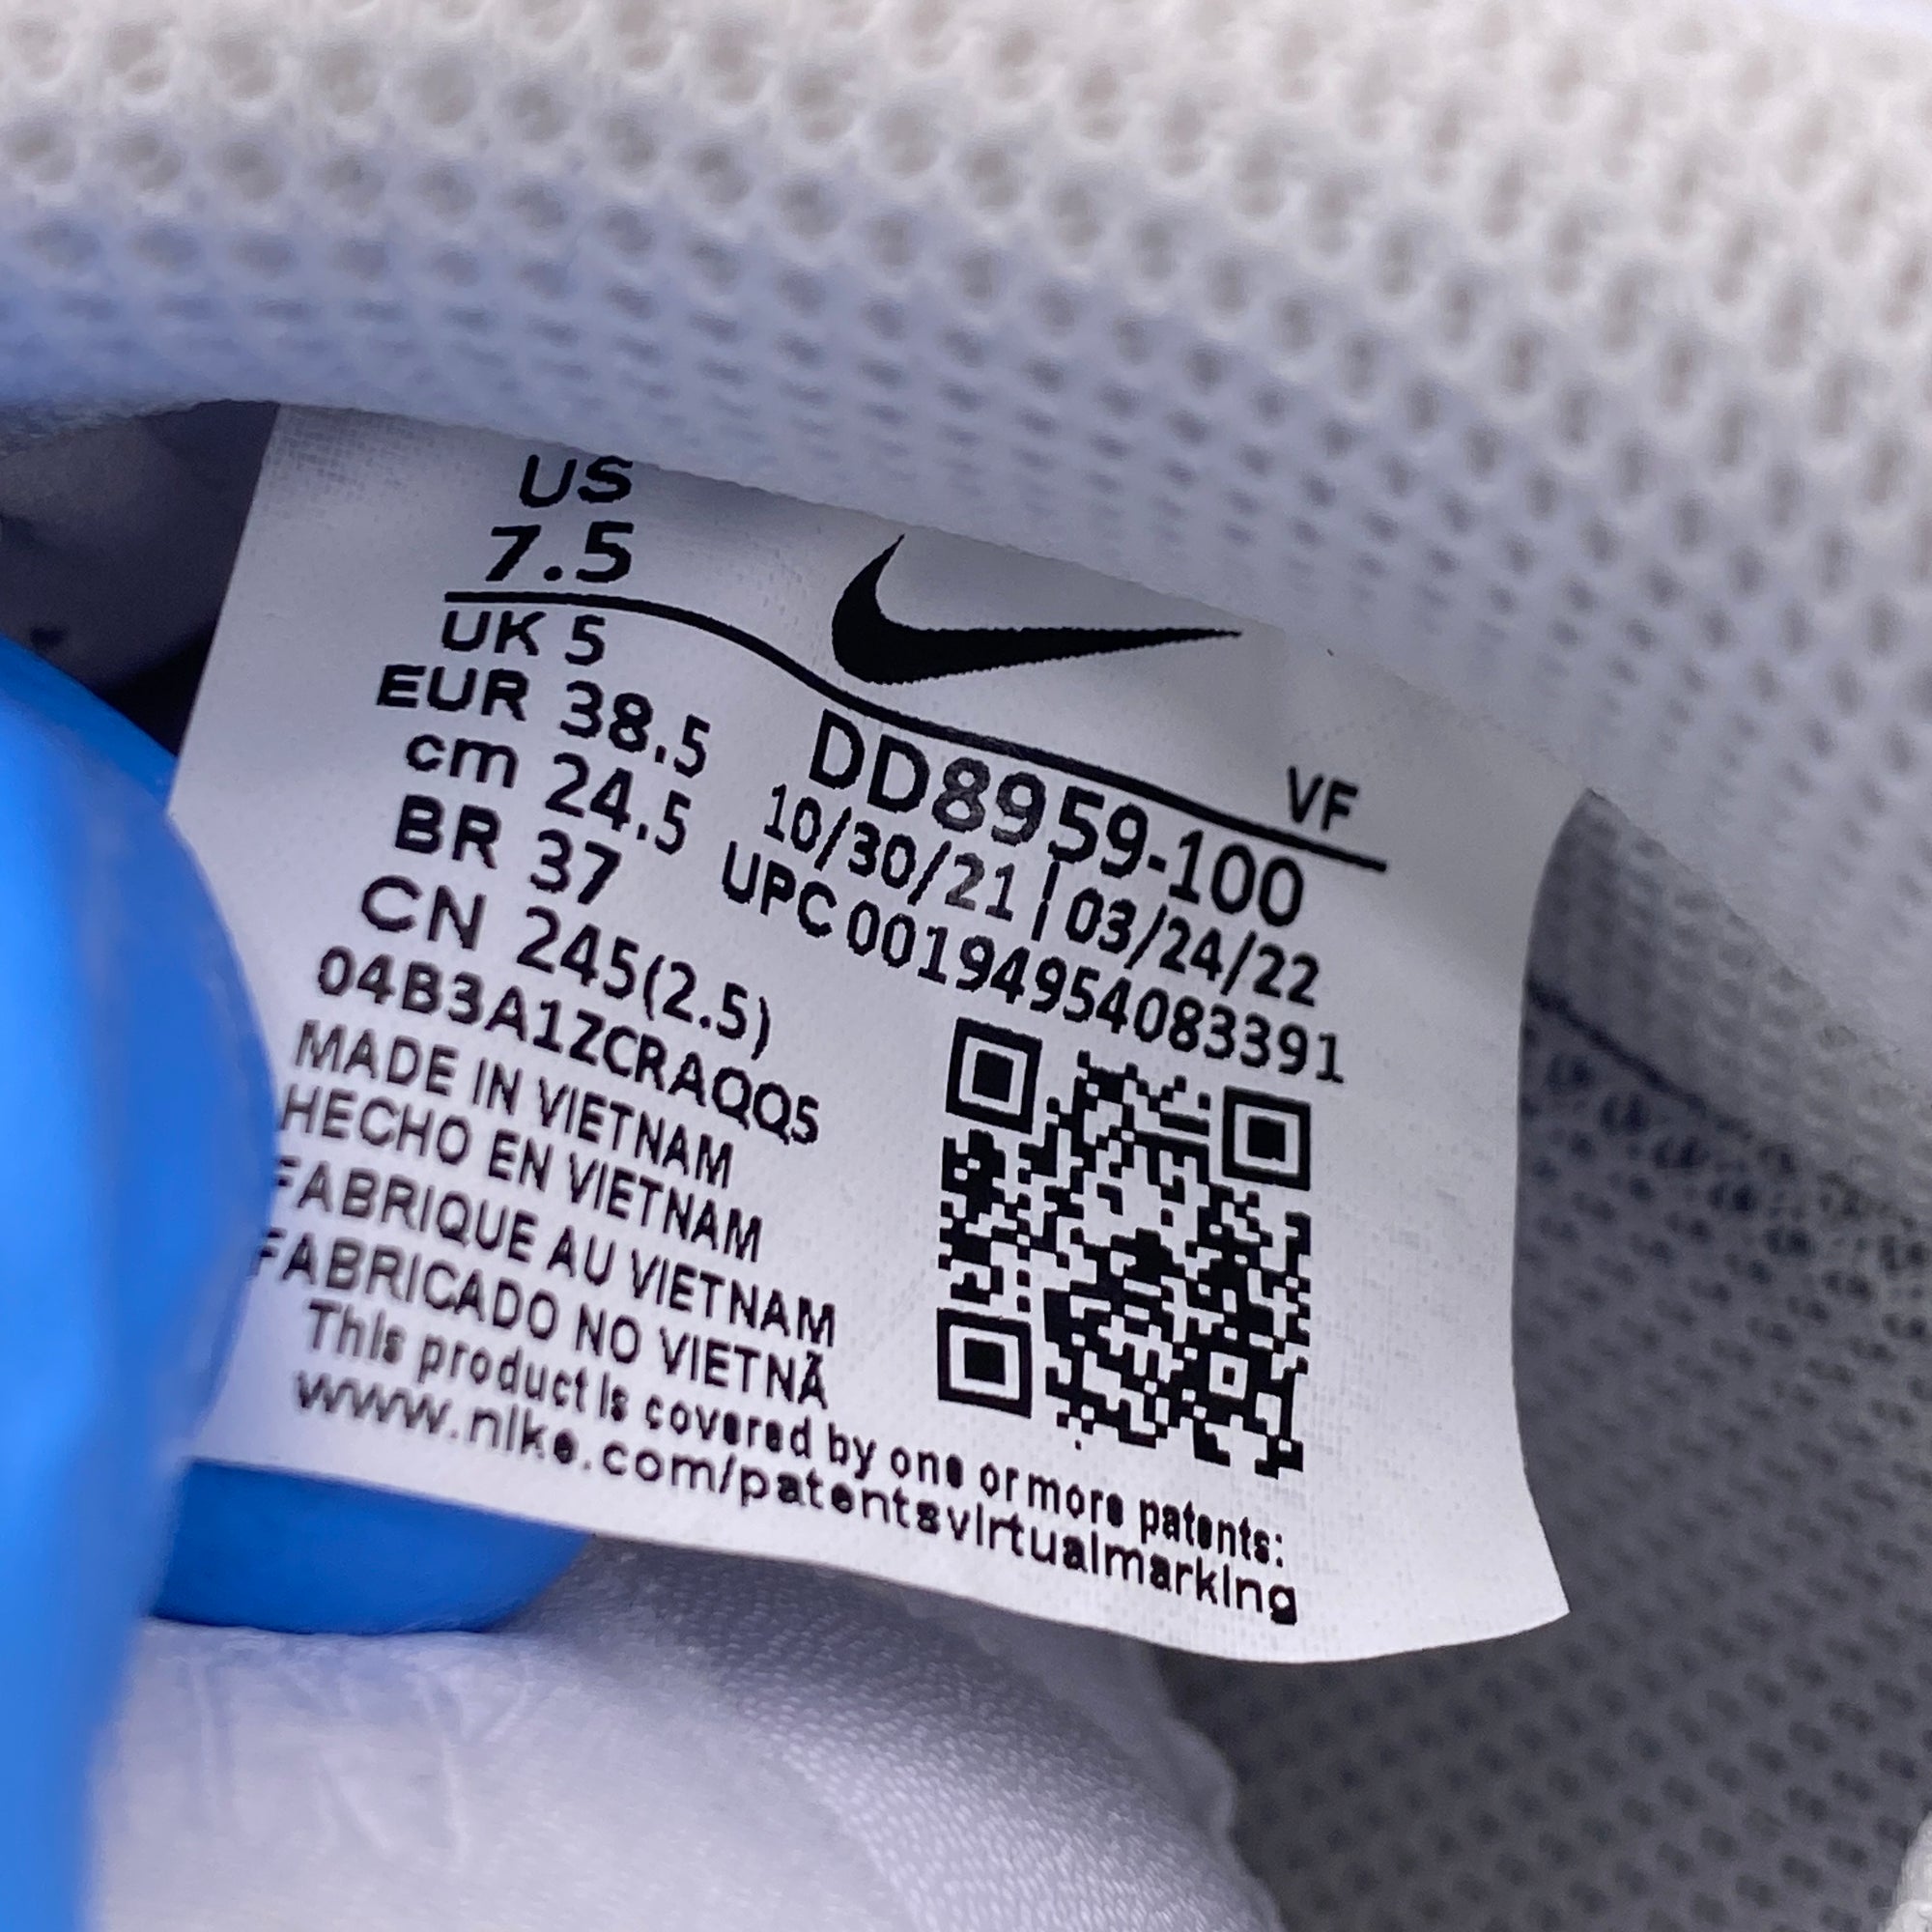 US
7.5
UK 5
EUR 38.5
cm 24.5
BR 37
CN 245(2.5)
VF
DD8959-100
10/30/21 | 03/24/22
UPC 00194954083391
04B3A1ZCRAQQ5
MADE IN VIETNAM
HECHO EN VIETNAM
FABRIQUE AU VIETNAM
FABRICADO NO VIETNÃ
This product is covered by one or more patents:
www.nike.com/patentsvirtualmarking